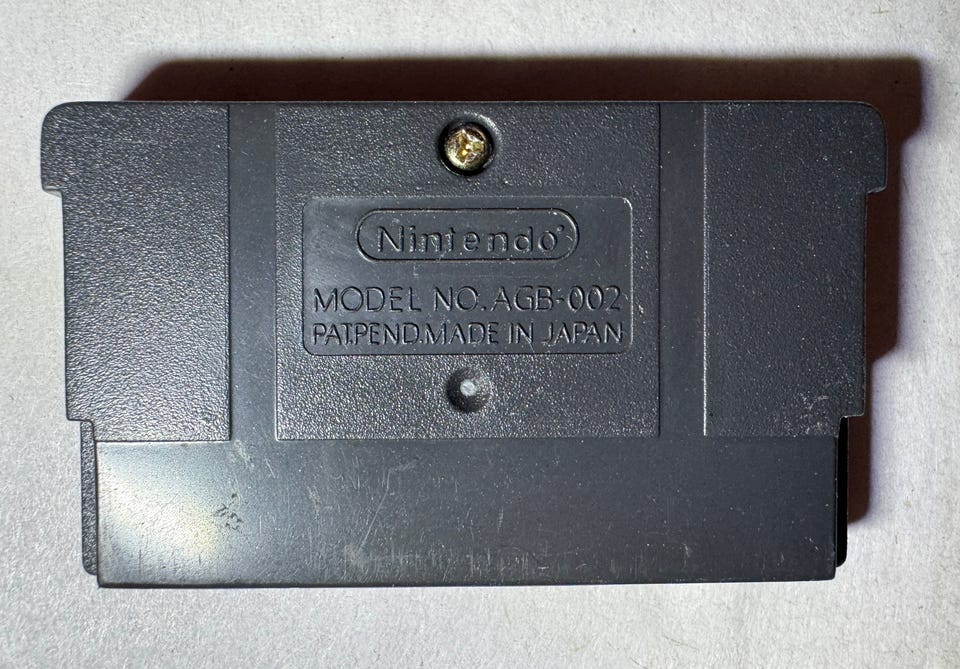 Nintendo®
MODEL NO.AGB-002
PAT.PEND.MADE IN JAPAN